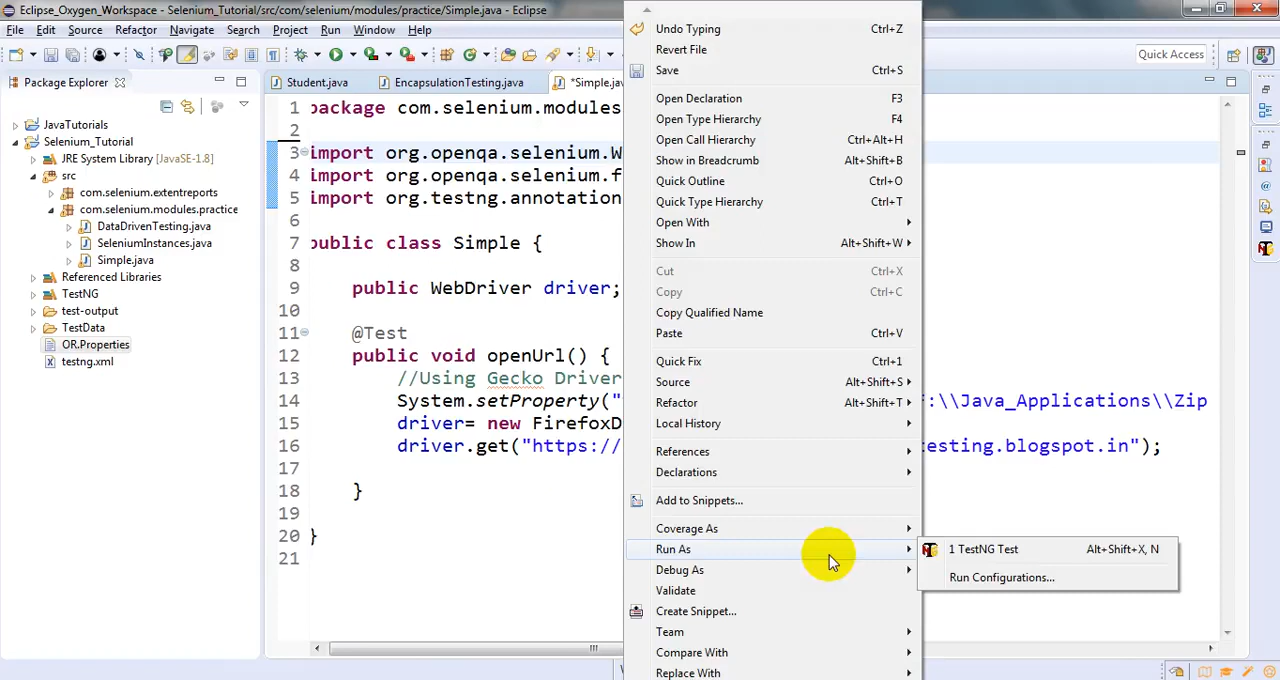 Eclipse_Oxygen_Workspace - Selenium_Tutorial/src/com/selenium/modules/practice/Simple.java - Eclipse
File Edit Source Refactor Navigate Search Project Run Window Help
Quick Access
Package Explorer
JavaTutorials
Selenium_Tutorial
JRE System Library [JavaSE-1.8]
src
com.selenium.extentreports
com.selenium.modules.practice
DataDrivenTesting.java
SeleniumInstances.java
Simple.java
Referenced Libraries
TestNG
test-output
TestData
OR.Properties
testng.xml
Student.java EncapsulationTesting.java *Simple.jav
1 package com.selenium.modules
2
3 import org.openqa.selenium.W
4 import org.openqa.selenium.f
5 import org.testng.annotation
6
7 public class Simple {
8
9 public WebDriver driver;
10
11 @Test
12 public void openUrl() {
13 //Using Gecko Driver
14 System.setProperty(" :\\Java_Applications\\Zip
15 driver= new FirefoxD
16 driver.get("https:// testing.blogspot.in");
17
18 }
19
20 }
21
Undo Typing Ctrl+Z
Revert File
Save Ctrl+S
Open Declaration F3
Open Type Hierarchy F4
Open Call Hierarchy Ctrl+Alt+H
Show in Breadcrumb Alt+Shift+B
Quick Outline Ctrl+O
Quick Type Hierarchy Ctrl+T
Open With
Show In Alt+Shift+W
Cut Ctrl+X
Copy Ctrl+C
Copy Qualified Name
Paste Ctrl+V
Quick Fix Ctrl+1
Source Alt+Shift+S
Refactor Alt+Shift+T
Local History
References
Declarations
Add to Snippets...
Coverage As
Run As
Debug As
Validate
Create Snippet...
Team
Compare With
Replace With
1 TestNG Test Alt+Shift+X, N
Run Configurations...